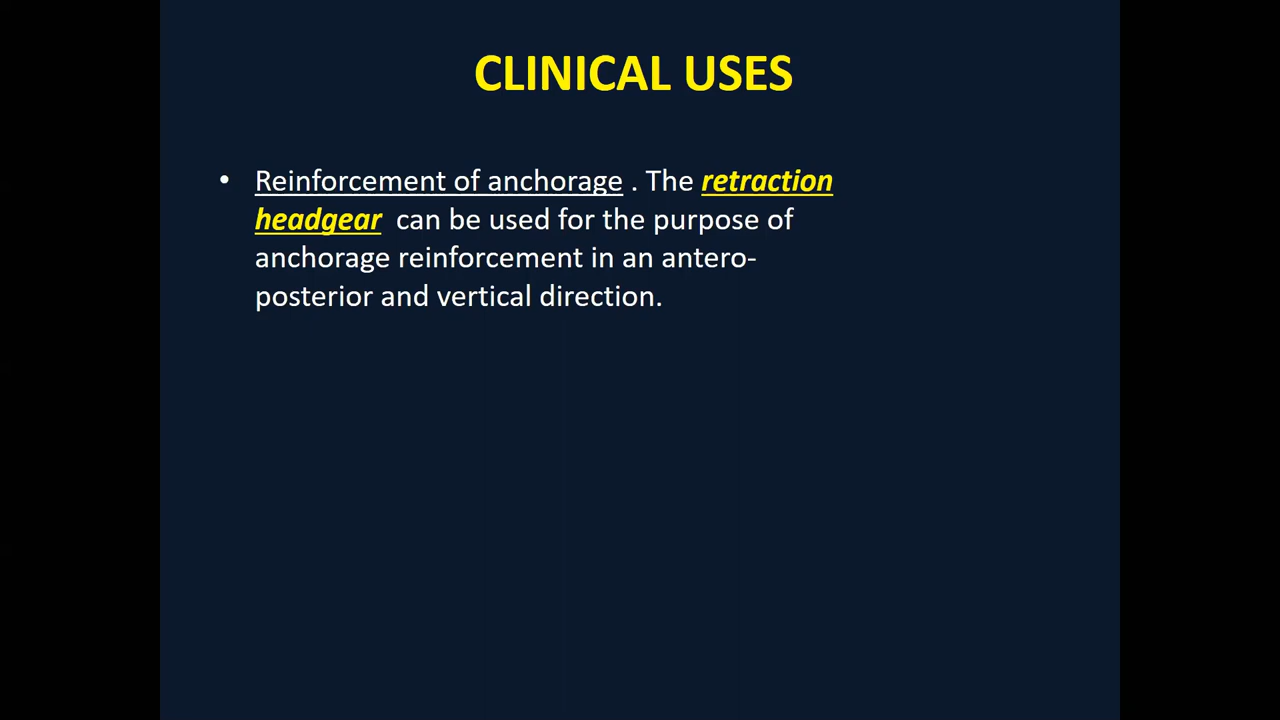 CLINICAL USES
• Reinforcement of anchorage . The retraction
headgear can be used for the purpose of
anchorage reinforcement in an antero-
posterior and vertical direction.